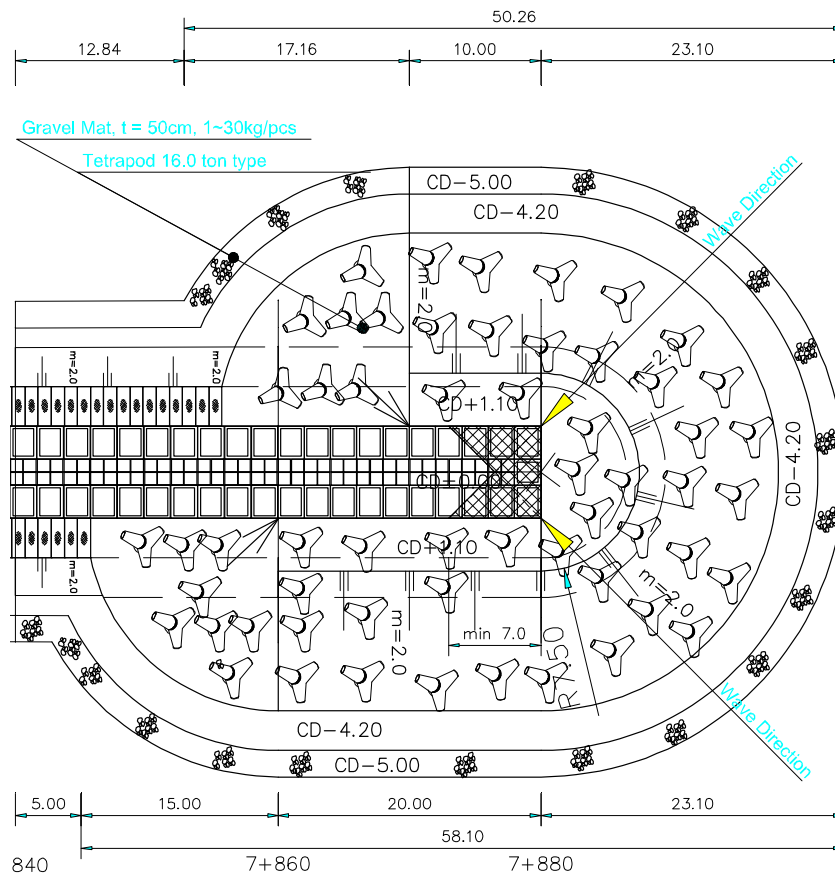 50.26
12.84
17.16
10.00
23.10
Gravel Mat, t = 50cm, 1~30kg/pcs
Tetrapod 16.0 ton type
Wave Direction
CD-5.00
CD-4.20
m=2.0
m=2.0
m=2.0
m=2.0
CD+1.10
CD-4.20
CD±0.00
CD+1.10
m=2.0
m=2.0
m=2.0
min 7.0
R7.50
Wave Direction
CD-4.20
CD-5.00
5.00
15.00
20.00
23.10
58.10
840
7+860
7+880